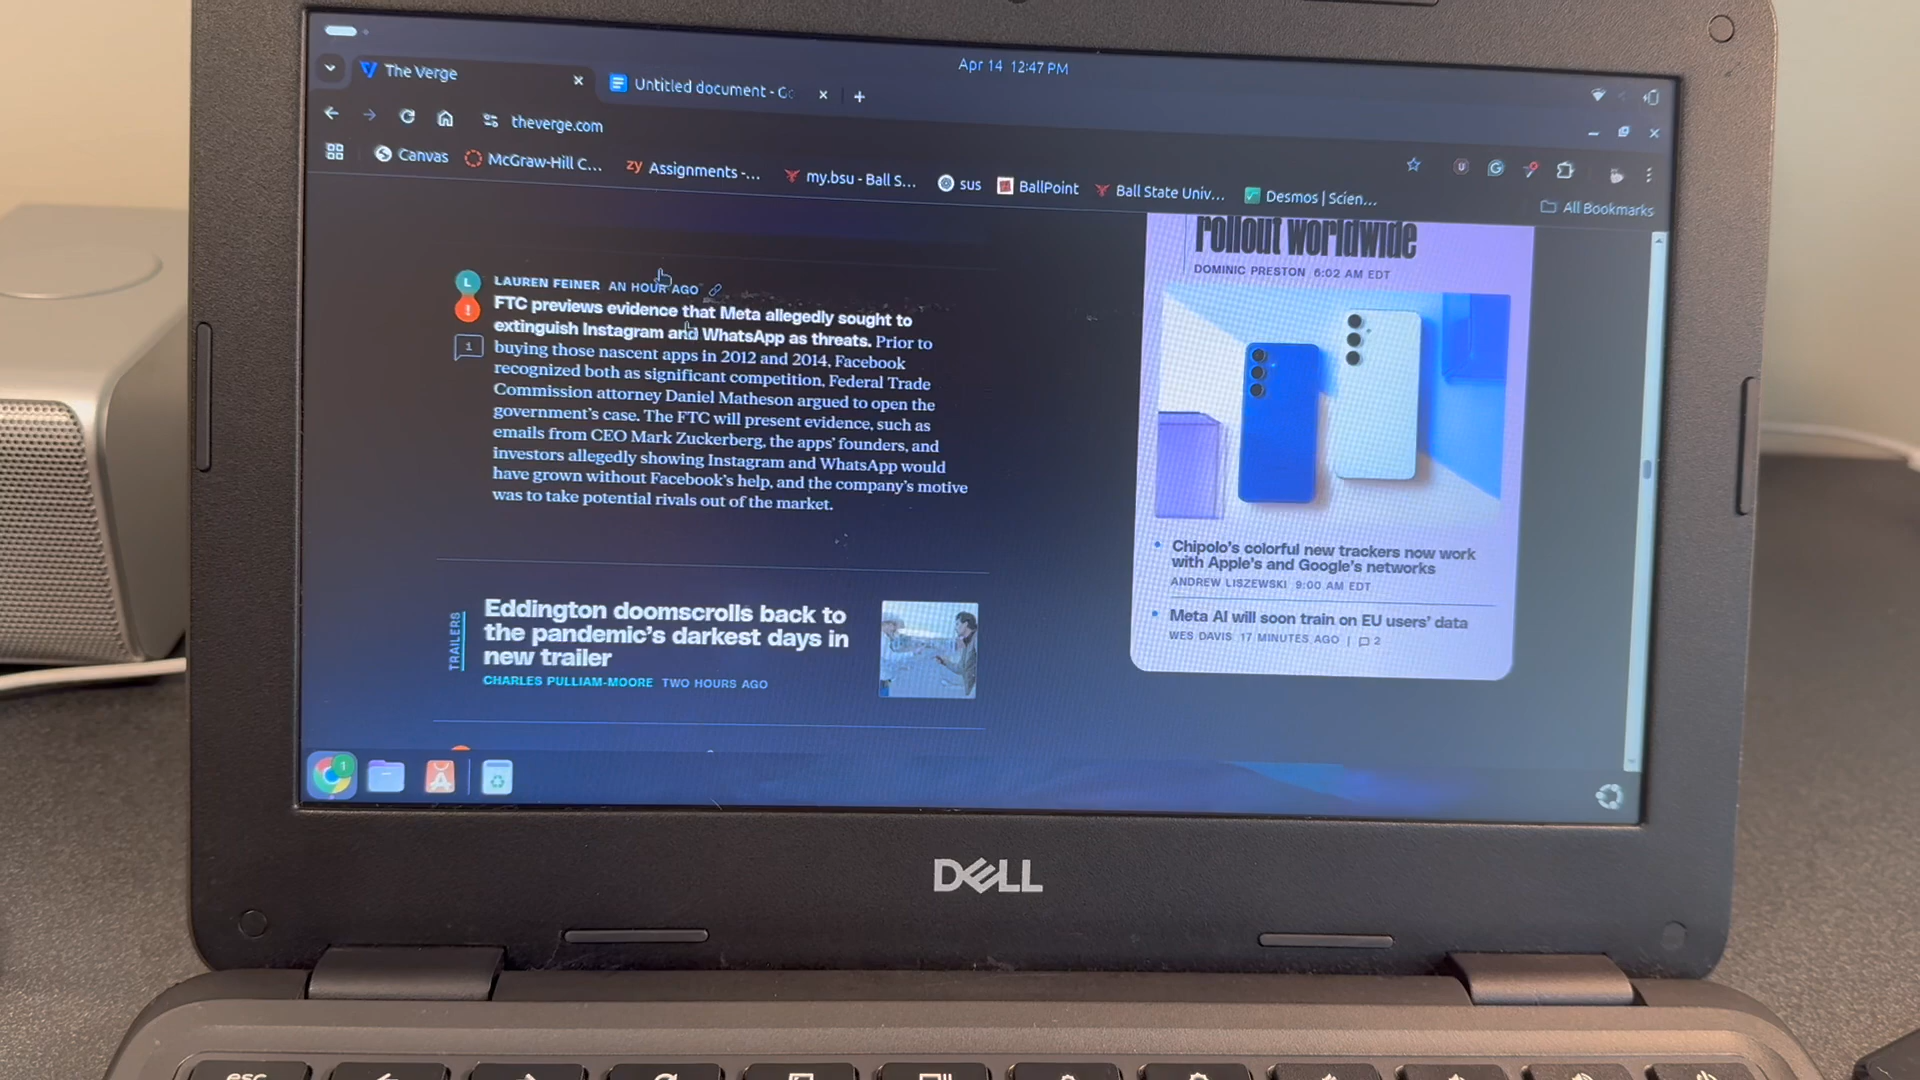 Apr 14 12:47 PM
The Verge
Untitled document - Go
theverge.com
Canvas
McGraw-Hill C...
zy Assignments -...
my.bsu - Ball S...
sus
BallPoint
Ball State Univ...
Desmos | Scien...
All Bookmarks
L
LAUREN FEINER AN HOUR AGO
!
1
FTC previews evidence that Meta allegedly sought to
extinguish Instagram and WhatsApp as threats. Prior to
buying those nascent apps in 2012 and 2014, Facebook
recognized both as significant competition, Federal Trade
Commission attorney Daniel Matheson argued to open the
government's case. The FTC will present evidence, such as
emails from CEO Mark Zuckerberg, the apps' founders, and
investors allegedly showing Instagram and WhatsApp would
have grown without Facebook's help, and the company's motive
was to take potential rivals out of the market.
TRAILERS
Eddington doomscrolls back to
the pandemic's darkest days in
new trailer
CHARLES PULLIAM-MOORE TWO HOURS AGO
rollout worldwide
DOMINIC PRESTON 6:02 AM EDT
Chipolo's colorful new trackers now work
with Apple's and Google's networks
ANDREW LISZEWSKI 9:00 AM EDT
Meta AI will soon train on EU users' data
WES DAVIS 17 MINUTES AGO | 2
1
DELL
esc